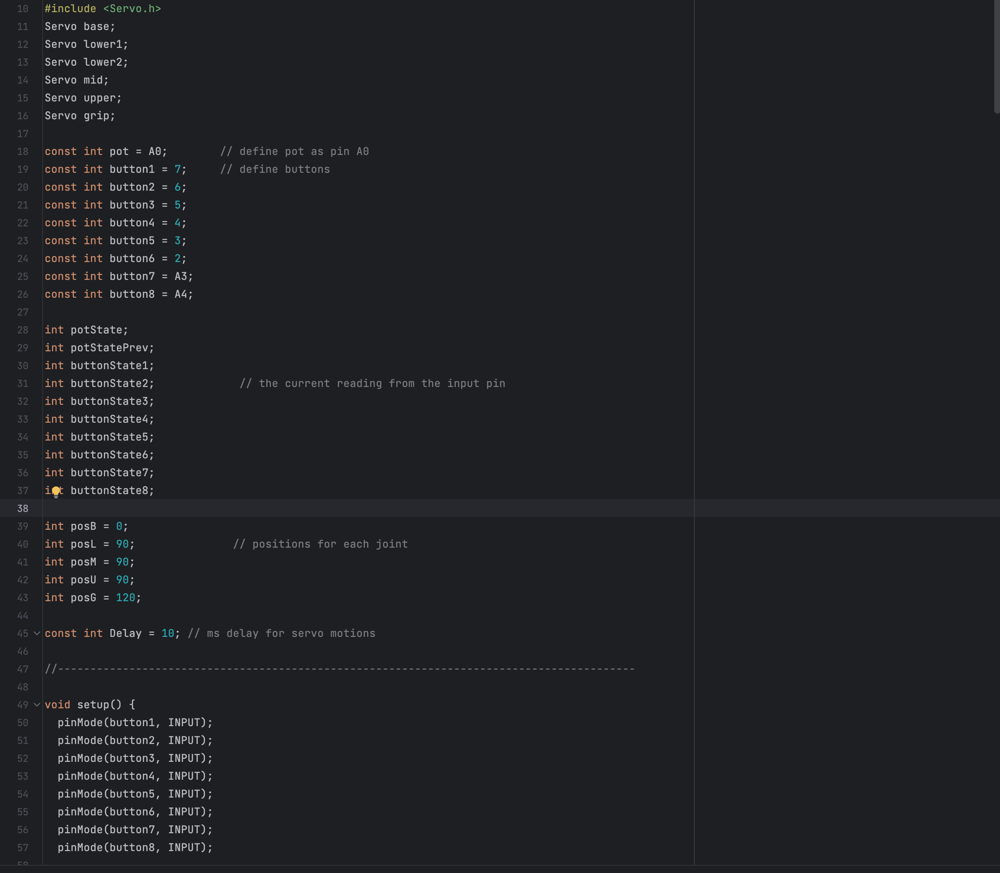 10 #include <Servo.h>
11 Servo base;
12 Servo lower1;
13 Servo lower2;
14 Servo mid;
15 Servo upper;
16 Servo grip;
17
18 const int pot = A0;        // define pot as pin A0
19 const int button1 = 7;     // define buttons
20 const int button2 = 6;
21 const int button3 = 5;
22 const int button4 = 4;
23 const int button5 = 3;
24 const int button6 = 2;
25 const int button7 = A3;
26 const int button8 = A4;
27
28 int potState;
29 int potStatePrev;
30 int buttonState1;
31 int buttonState2;             // the current reading from the input pin
32 int buttonState3;
33 int buttonState4;
34 int buttonState5;
35 int buttonState6;
36 int buttonState7;
37 int buttonState8;
38
39 int posB = 0;
40 int posL = 90;               // positions for each joint
41 int posM = 90;
42 int posU = 90;
43 int posG = 120;
44
45 const int Delay = 10; // ms delay for servo motions
46
47 //-----------------------------------------------------------------------------------------
48
49 void setup() {
50   pinMode(button1, INPUT);
51   pinMode(button2, INPUT);
52   pinMode(button3, INPUT);
53   pinMode(button4, INPUT);
54   pinMode(button5, INPUT);
55   pinMode(button6, INPUT);
56   pinMode(button7, INPUT);
57   pinMode(button8, INPUT);
58